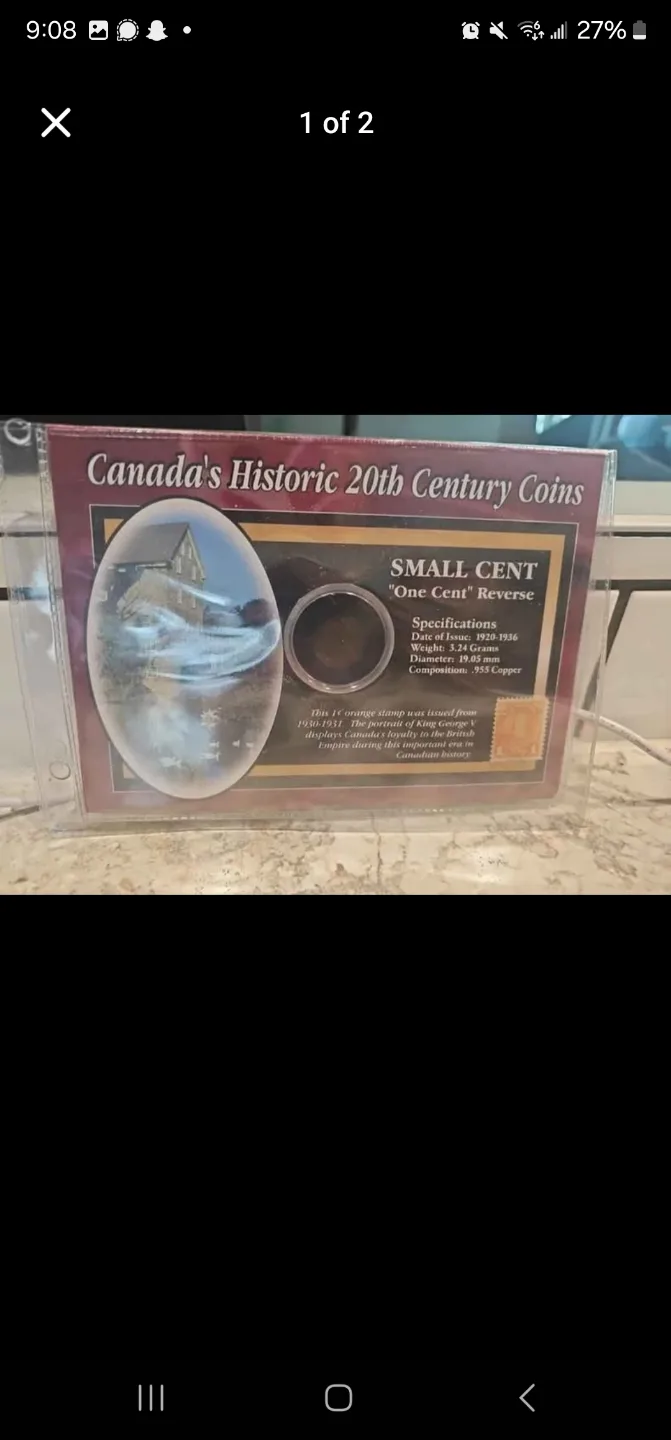 9:08
27%
1 of 2
Canada's Historic 20th Century Coins
SMALL CENT
"One Cent" Reverse
Specifications
Date of Issue: 1920-1936
Weight: 3.24 Grams
Diameter: 19.05 mm
Composition: .955 Copper
This 1¢ orange stamp was issued from
1930-1931. The portrait of King George V
displays Canada's loyalty to the British
Empire during this important era in
Canadian history.